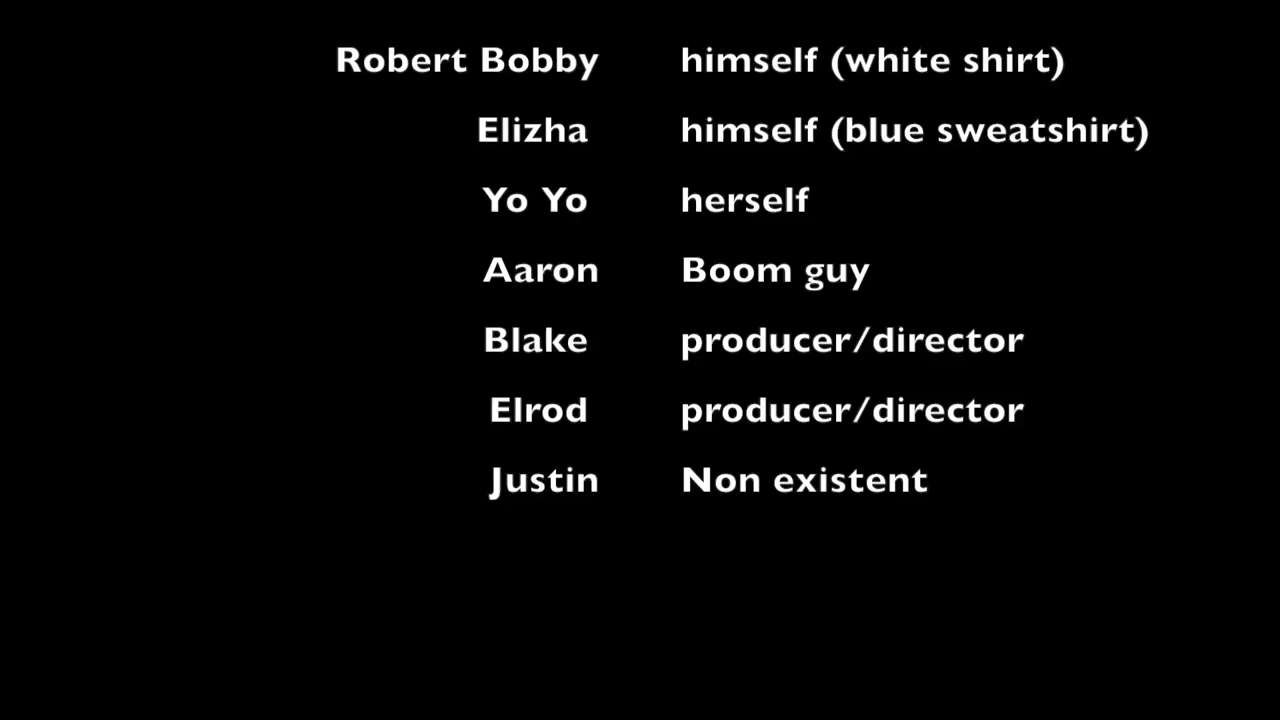 Robert Bobby himself (white shirt)
Elizha himself (blue sweatshirt)
Yo Yo herself
Aaron Boom guy
Blake producer/director
Elrod producer/director
Justin Non existent